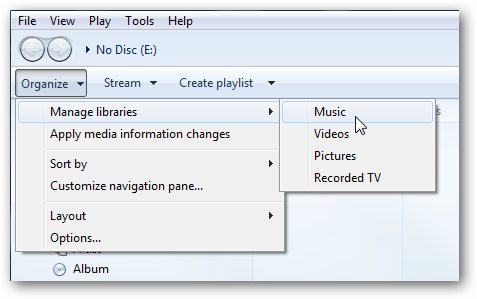 File View Play Tools Help
No Disc (E:)
Organize Stream Create playlist
Manage libraries
Apply media information changes
Sort by
Customize navigation pane...
Layout
Options...
Music
Videos
Pictures
Recorded TV
Album